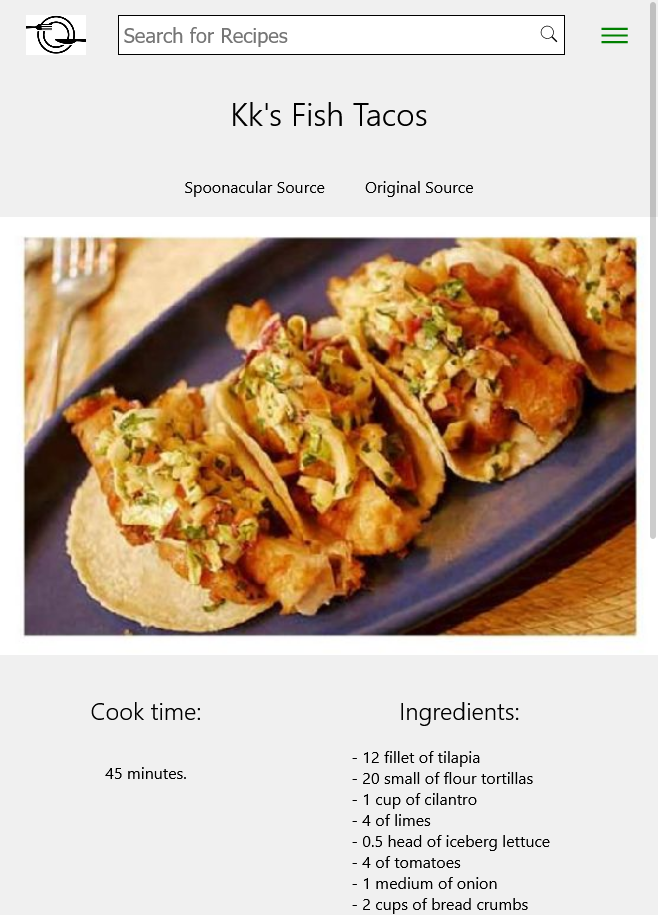 Search for Recipes
Kk's Fish Tacos
Spoonacular Source
Original Source
Cook time:
45 minutes.
Ingredients:
- 12 fillet of tilapia
- 20 small of flour tortillas
- 1 cup of cilantro
- 4 of limes
- 0.5 head of iceberg lettuce
- 4 of tomatoes
- 1 medium of onion
- 2 cups of bread crumbs